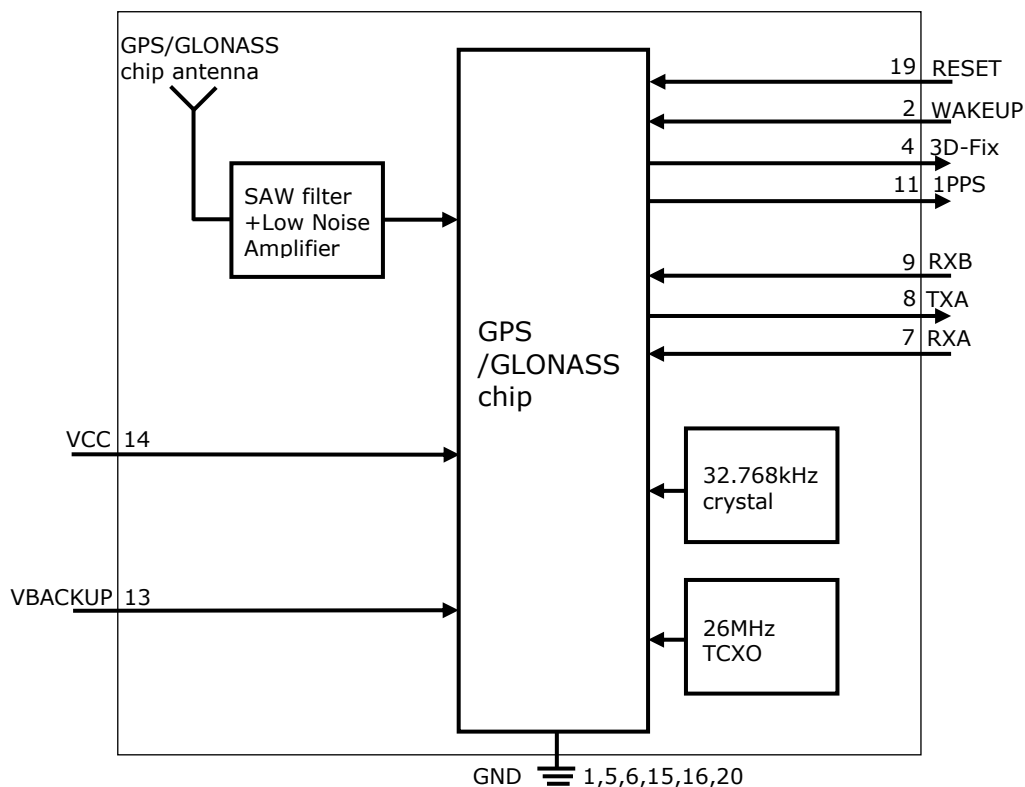 GPS/GLONASS
chip antenna
SAW filter
+Low Noise
Amplifier
GPS
/GLONASS
chip
19 RESET
2 WAKEUP
4 3D-Fix
11 1PPS
9 RXB
8 TXA
7 RXA
VCC 14
32.768kHz
crystal
VBACKUP 13
26MHz
TCXO
GND 1,5,6,15,16,20